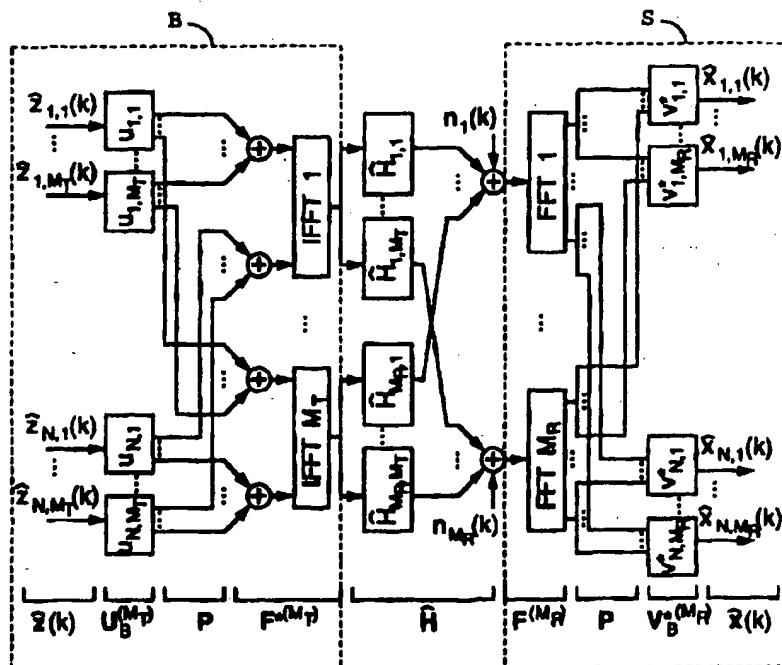 B
S
ẑ1,1(k)
...
ẑ1,MT(k)
u1,1
u1,MT
IFFT 1
Ĥ1,1
Ĥ1,MT
n1(k)
FFT 1
v*1,1
v*1,MR
x̂1,1(k)
...
x̂1,MR(k)
...
ẑN,1(k)
...
ẑN,MT(k)
uN,1
uN,MT
IFFT MT
ĤMR,1
ĤMR,MT
nMR(k)
FFT MR
v*N,1
v*N,MR
x̂N,1(k)
...
x̂N,MR(k)
ẑ(k) UB(MT) P F*(MT) Ĥ F(MR) P VB*(MR) x̂(k)